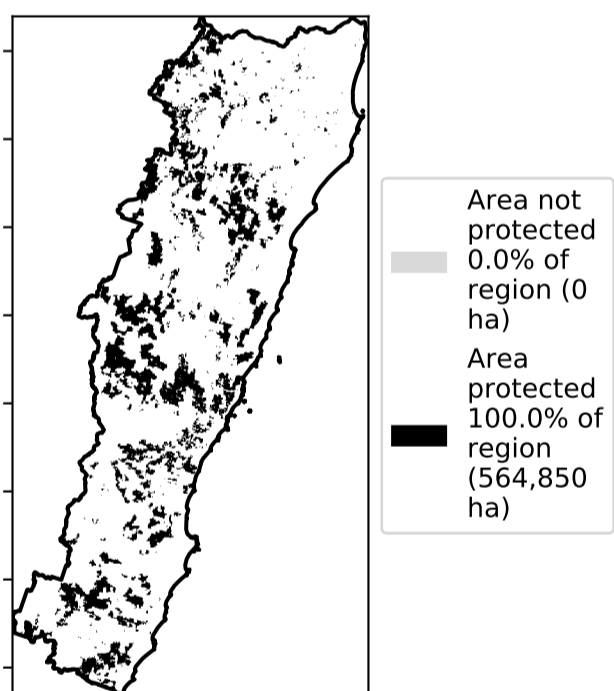 Area not
protected
0.0% of
region (0
ha)
Area
protected
100.0% of
region
(564,850
ha)